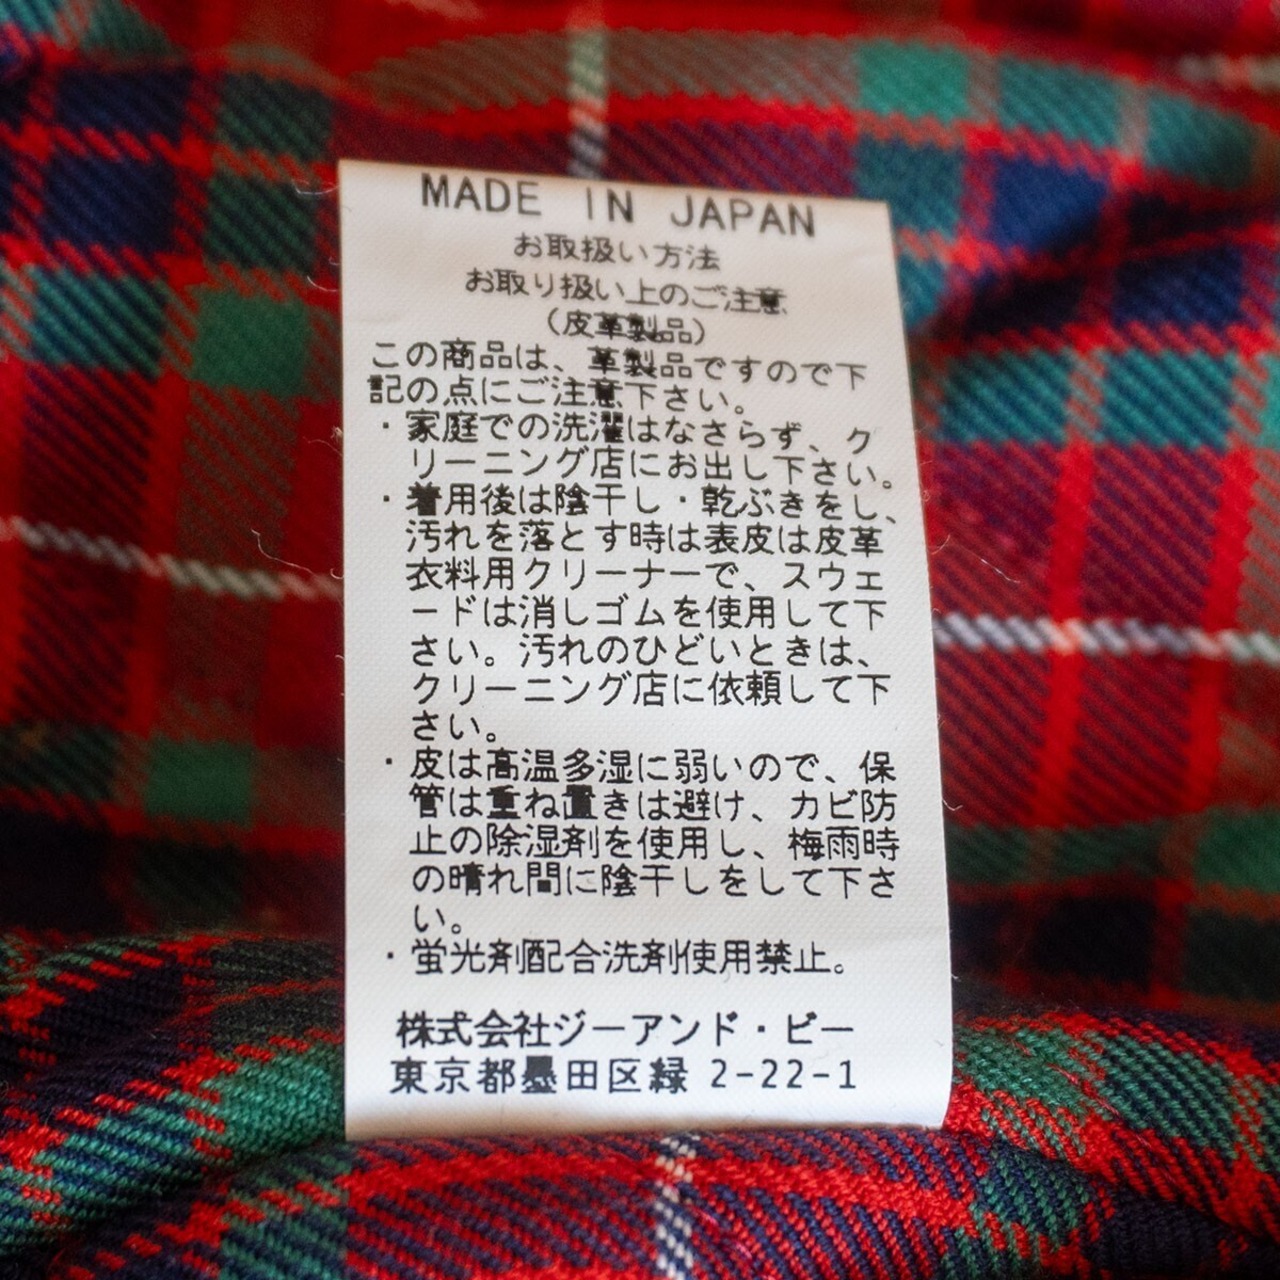 MADE IN JAPAN
お取扱い方法
お取り扱い上のご注意
(皮革製品)
この商品は、革製品ですので下
記の点にご注意下さい。
・家庭での洗濯はなさらず、ク
リーニング店にお出し下さい。
・着用後は陰干し・乾ぶきをし、
汚れを落とす時は表皮は皮革
衣料用クリーナーで、スウェ
ードは消しゴムを使用して下
さい。汚れのひどいときは、
クリーニング店に依頼して下
さい。
・皮は高温多湿に弱いので、保
管は重ね置きは避け、カビ防
止の除湿剤を使用し、梅雨時
の晴れ間に陰干しをして下さ
い。
・蛍光剤配合洗剤使用禁止。
株式会社ジーアンド・ビー
東京都墨田区緑 2-22-1